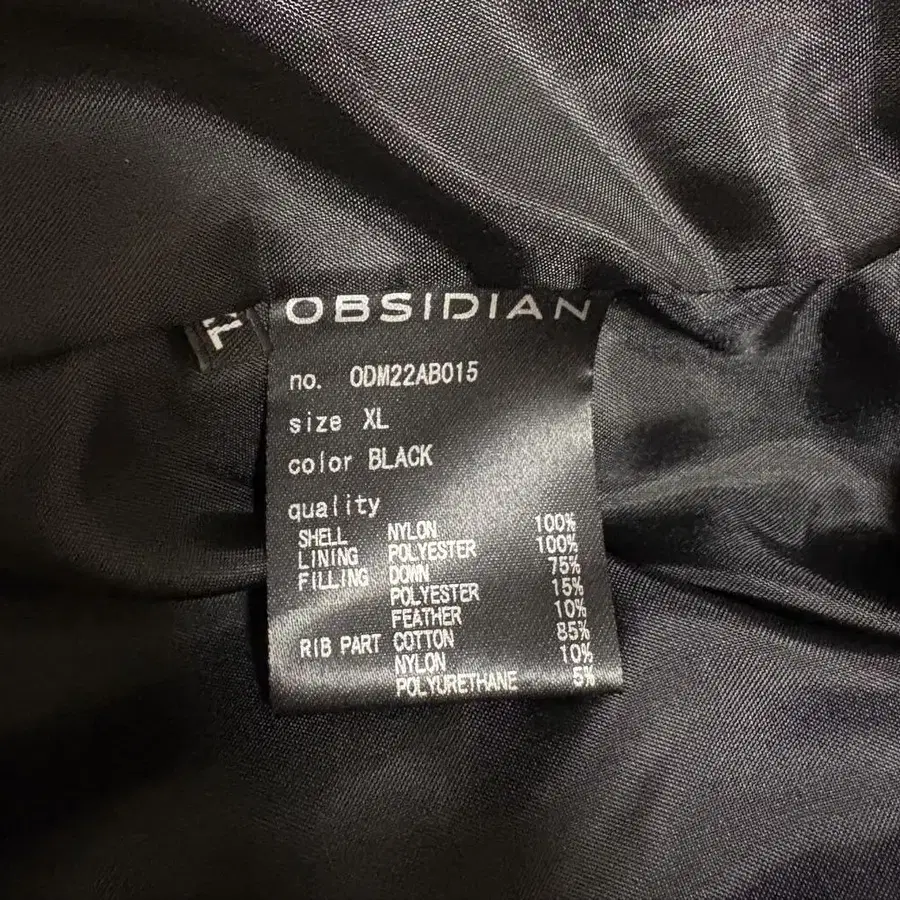 OBSIDIAN
no. ODM22AB015
size XL
color BLACK
quality
SHELL NYLON 100%
LINING POLYESTER 100%
FILLING DOWN 75%
POLYESTER 15%
FEATHER 10%
RIB PART COTTON 85%
NYLON 10%
POLYURETHANE 5%